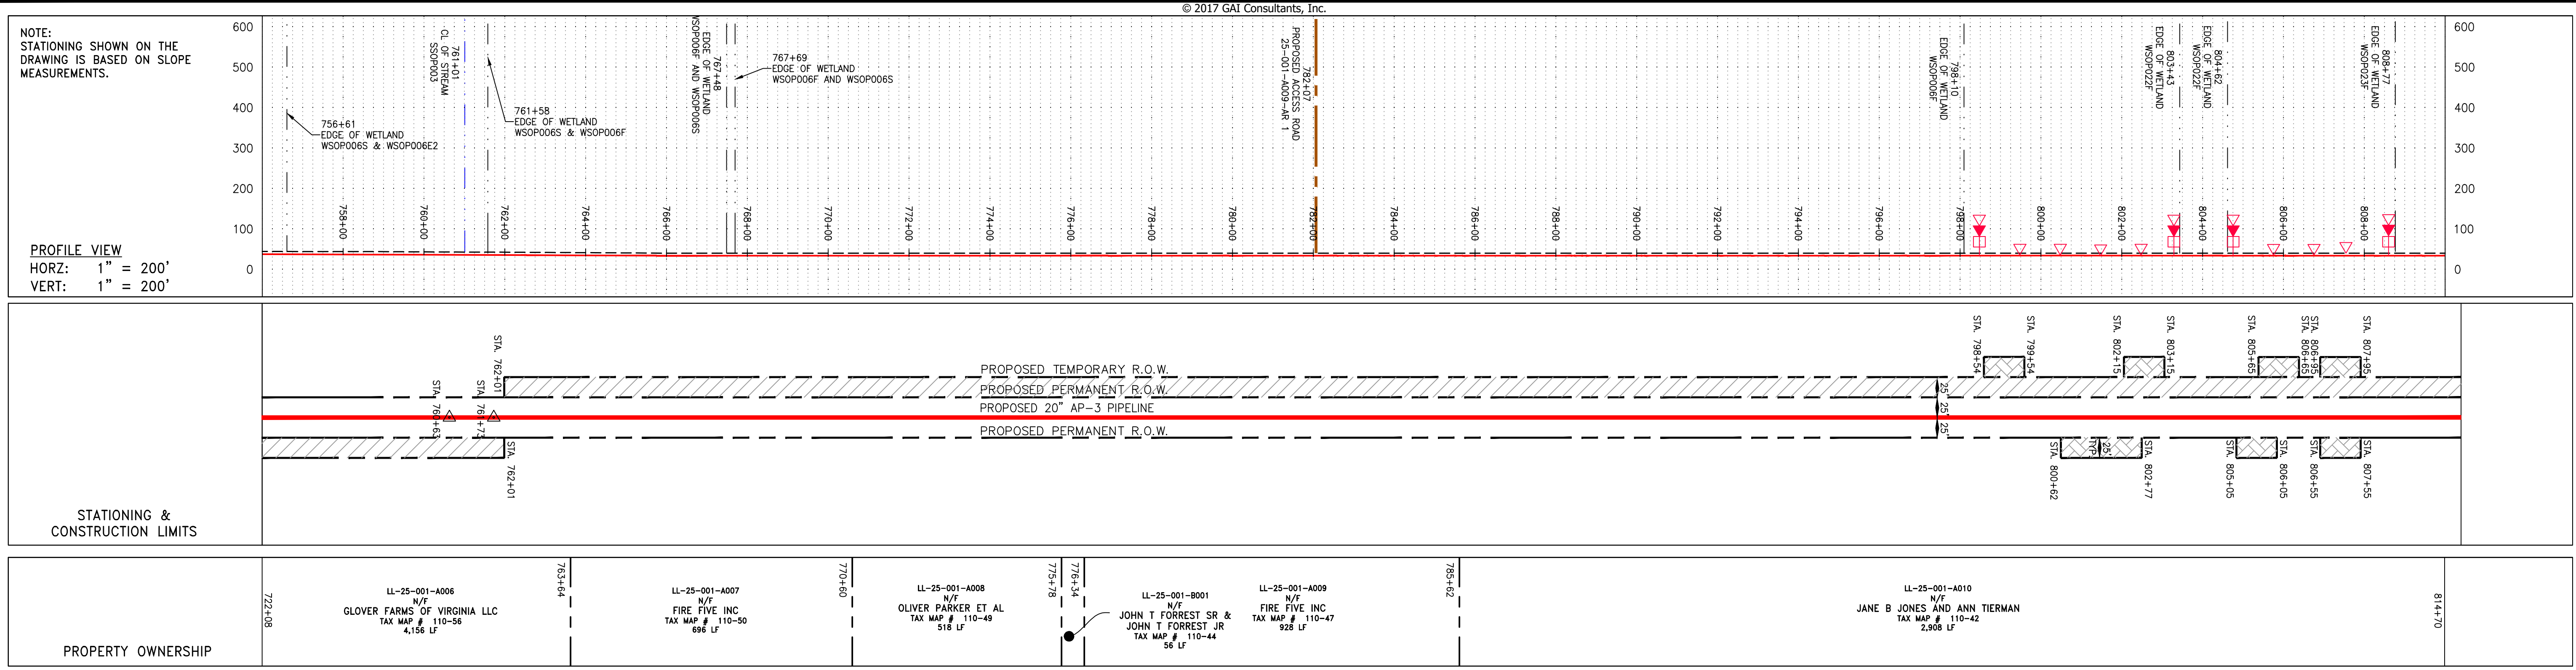 © 2017 GAI Consultants, Inc.
NOTE:
STATIONING SHOWN ON THE
DRAWING IS BASED ON SLOPE
MEASUREMENTS.
600
500
400
300
200
100
0
PROFILE VIEW
HORZ: 1" = 200'
VERT: 1" = 200'
756+61
EDGE OF WETLAND
WSOP006S & WSOP006E2
761+01
CL OF STREAM
SSOP003
761+58
EDGE OF WETLAND
WSOP006S & WSOP006F
767+48
EDGE OF WETLAND
WSOP006F AND WSOP006S
767+69
EDGE OF WETLAND
WSOP006F AND WSOP006S
782+07
PROPOSED ACCESS ROAD
25-001-A009-AR 1
798+10
EDGE OF WETLAND
WSOP006F
803+43
EDGE OF WETLAND
WSOP022F
804+62
EDGE OF WETLAND
WSOP022F
808+77
EDGE OF WETLAND
WSOP023F
758+00
760+00
762+00
764+00
766+00
768+00
770+00
772+00
774+00
776+00
778+00
780+00
782+00
784+00
786+00
788+00
790+00
792+00
794+00
796+00
798+00
800+00
802+00
804+00
806+00
808+00
600
500
400
300
200
100
0
STATIONING &
CONSTRUCTION LIMITS
STA. 760+63
STA. 761+73
STA. 762+01
STA. 762+01
PROPOSED TEMPORARY R.O.W.
PROPOSED PERMANENT R.O.W.
PROPOSED 20" AP-3 PIPELINE
PROPOSED PERMANENT R.O.W.
25'
25'
25'
STA. 798+54
STA. 799+54
STA. 802+15
STA. 803+15
STA. 805+65
STA. 806+65
STA. 806+95
STA. 807+95
STA. 800+62
25'
TYP.
STA. 802+77
STA. 805+05
STA. 806+05
STA. 806+55
STA. 807+55
PROPERTY OWNERSHIP
722+08
LL-25-001-A006
N/F
GLOVER FARMS OF VIRGINIA LLC
TAX MAP # 110-56
4,156 LF
763+64
LL-25-001-A007
N/F
FIRE FIVE INC
TAX MAP # 110-50
696 LF
770+60
LL-25-001-A008
N/F
OLIVER PARKER ET AL
TAX MAP # 110-49
518 LF
775+78
776+34
LL-25-001-B001
N/F
JOHN T FORREST SR &
JOHN T FORREST JR
TAX MAP # 110-44
56 LF
LL-25-001-A009
N/F
FIRE FIVE INC
TAX MAP # 110-47
928 LF
785+62
LL-25-001-A010
N/F
JANE B JONES AND ANN TIERMAN
TAX MAP # 110-42
2,908 LF
814+70